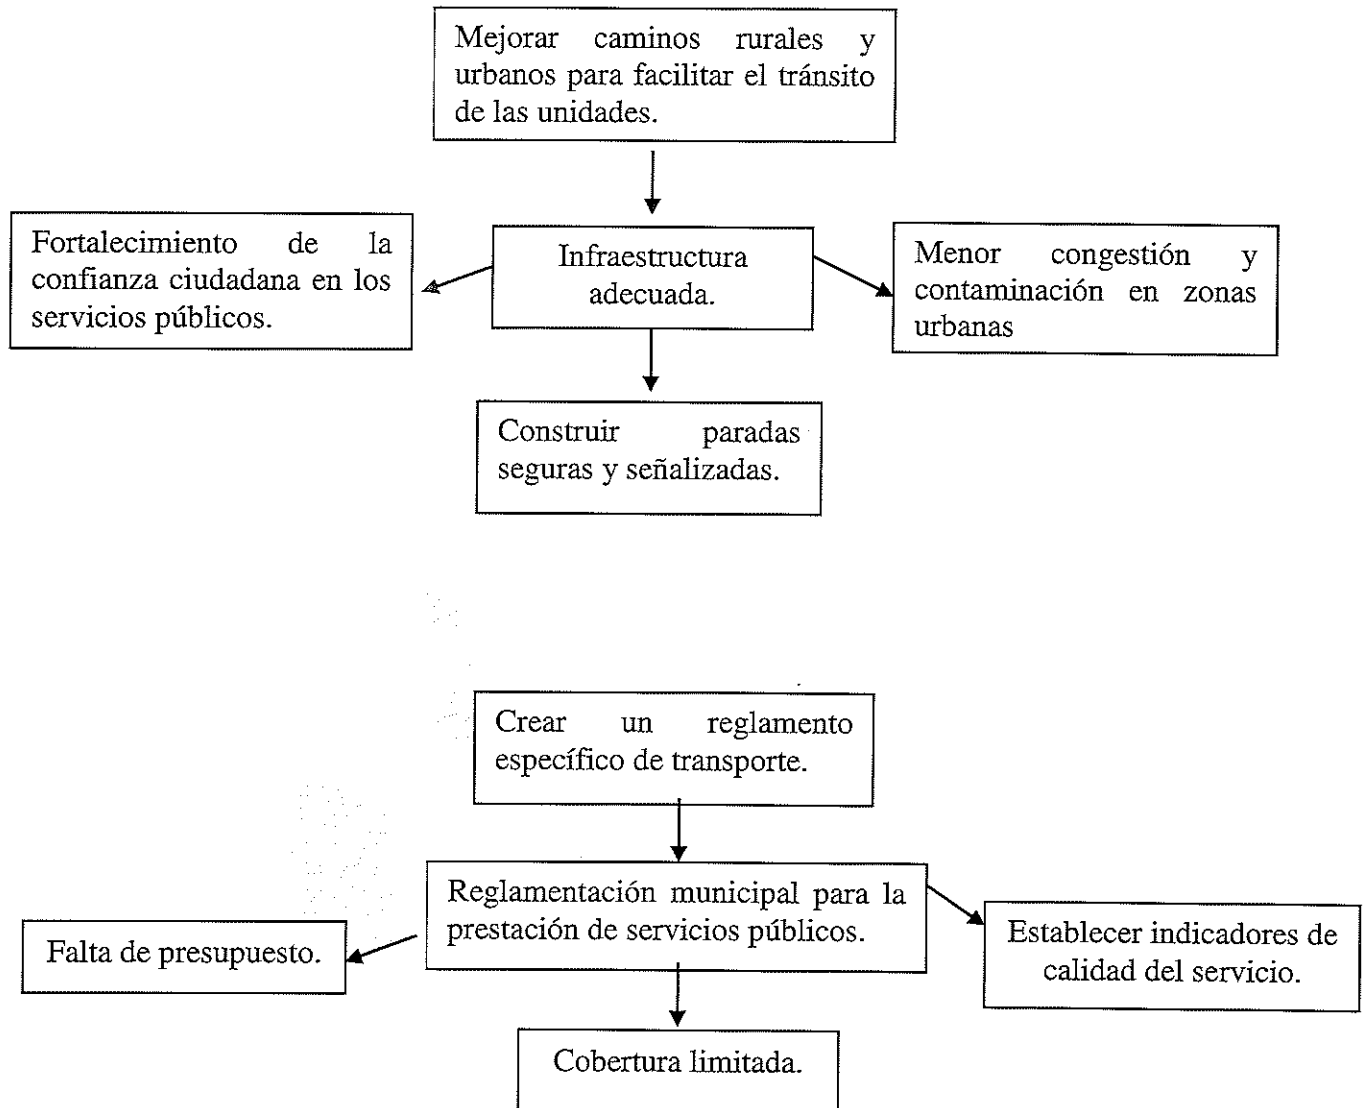 Mejorar caminos rurales y
urbanos para facilitar el tránsito
de las unidades.
Fortalecimiento de la
confianza ciudadana en los
servicios públicos.
Infraestructura
adecuada.
Menor congestión y
contaminación en zonas
urbanas
Construir paradas
seguras y señalizadas.
Crear un reglamento
específico de transporte.
Reglamentación municipal para la
prestación de servicios públicos.
Falta de presupuesto.
Establecer indicadores de
calidad del servicio.
Cobertura limitada.